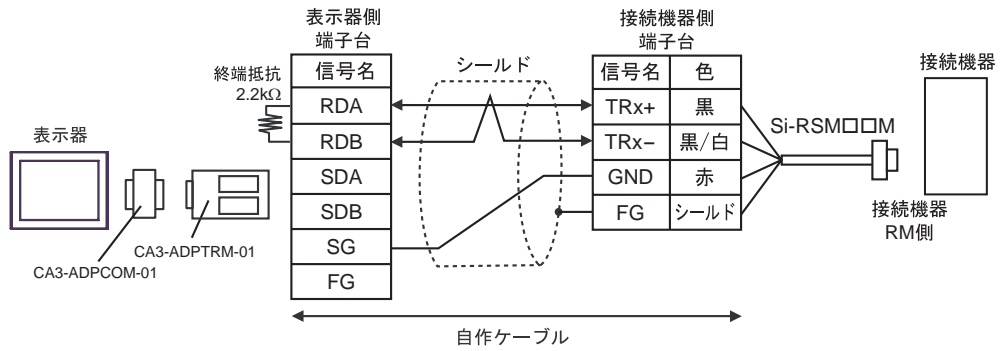 表示器側
端子台
信号名
RDA
RDB
SDA
SDB
SG
FG
終端抵抗
2.2kΩ
表示器
CA3-ADPCOM-01
CA3-ADPTRM-01
シールド
接続機器側
端子台
信号名 色
TRx+ 黒
TRx− 黒/白
GND 赤
FG シールド
Si-RSM□□M
接続機器
接続機器
RM側
自作ケーブル